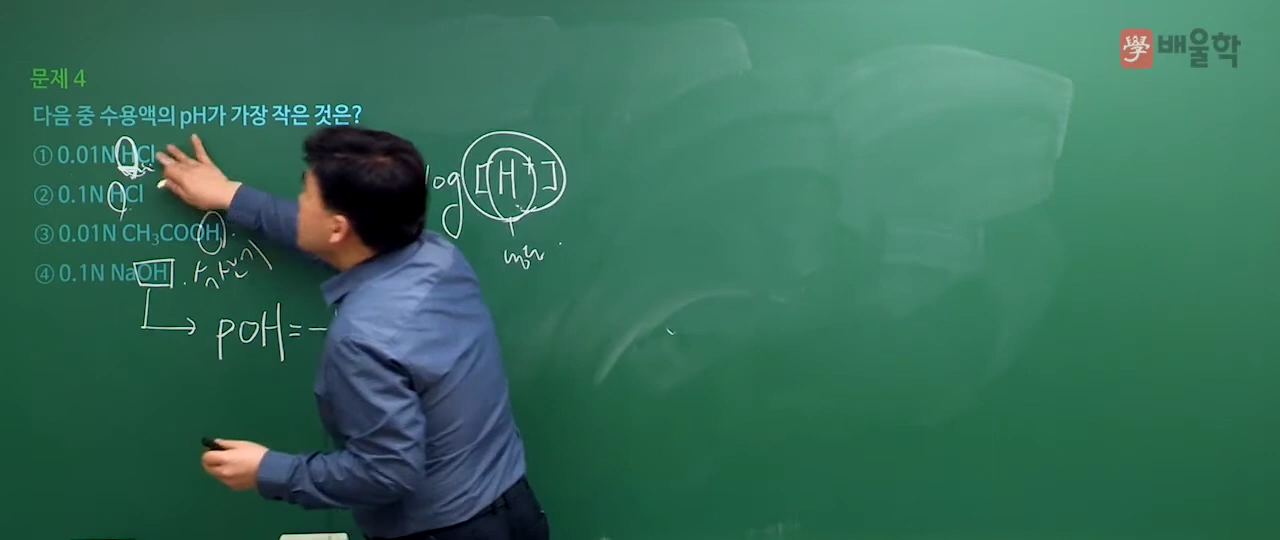 學 배울학
문제 4
다음 중 수용액의 pH가 가장 작은 것은?
① 0.01N HCl
② 0.1N HCl
③ 0.01N CH₃COOH
④ 0.1N NaOH
log [H⁺]
pOH = -